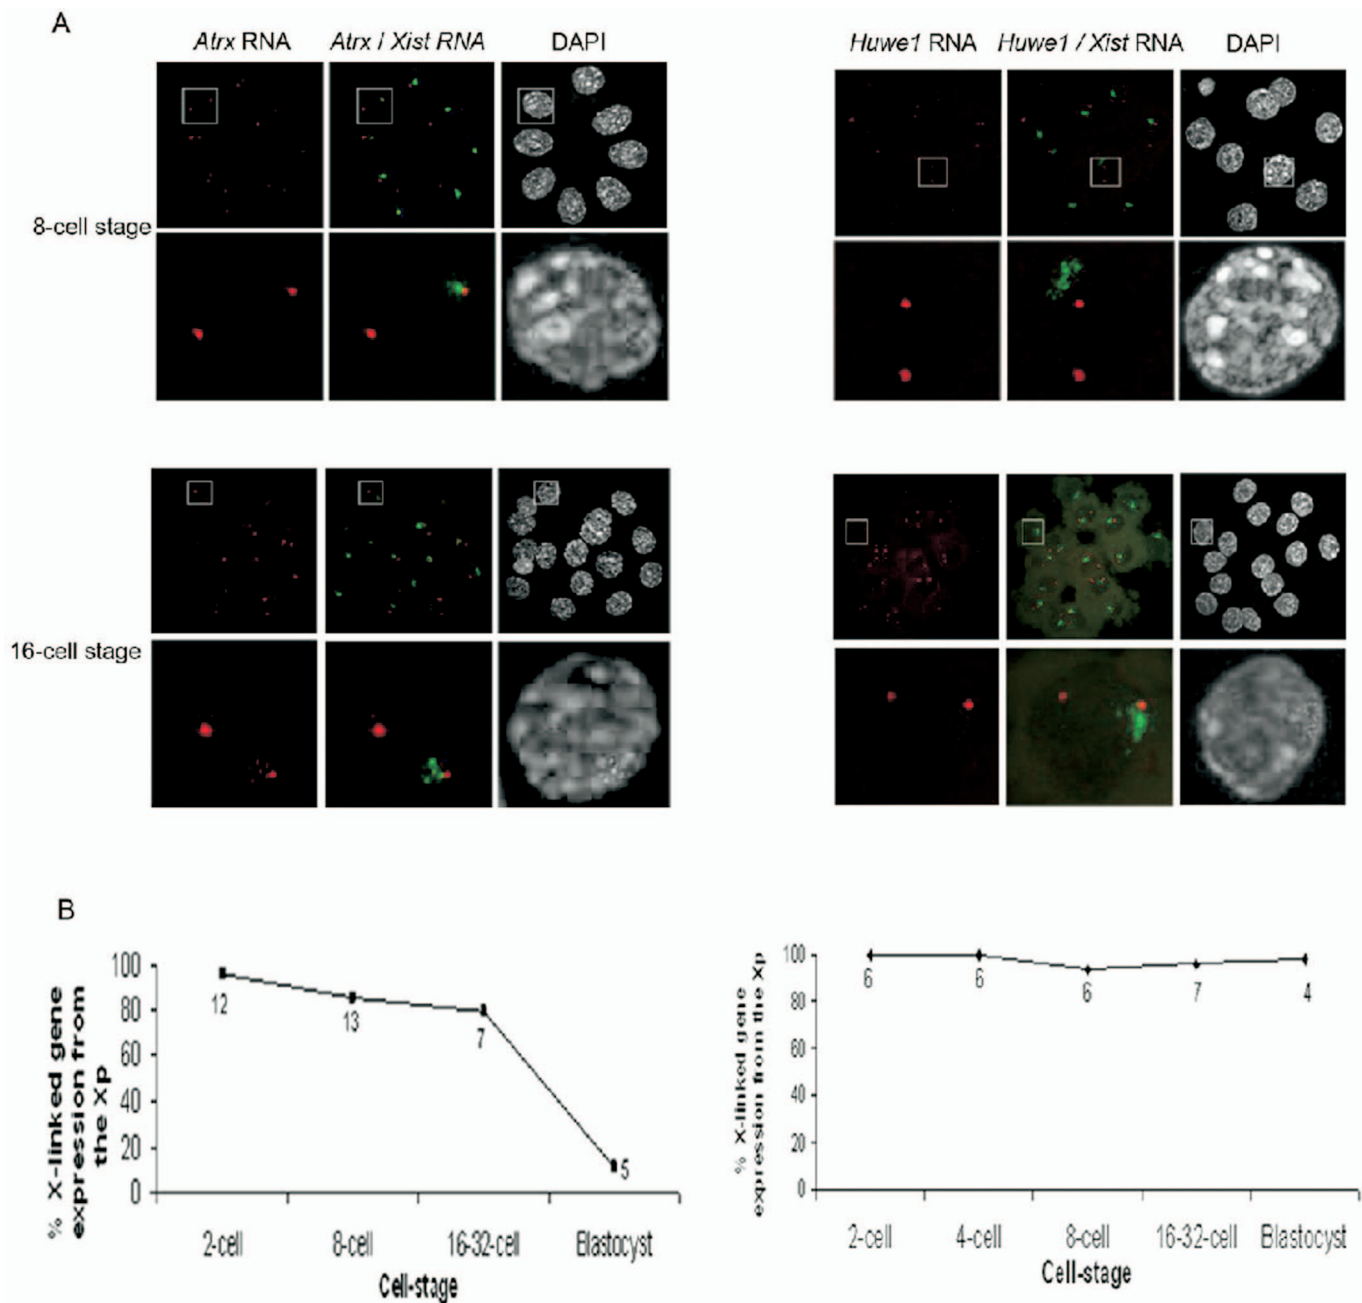 A
Atrx RNA
Atrx / Xist RNA
DAPI
Huwe1 RNA
Huwe1 / Xist RNA
DAPI
8-cell stage
16-cell stage
B
% X-linked gene
expression from
the Xp
100
80
60
40
20
0
12
13
7
5
2-cell
8-cell
16-32-cell
Blastocyst
Cell-stage
% X-linked gene
expression from the Xp
100
80
60
40
20
0
6
6
6
7
4
2-cell
4-cell
8-cell
16-32-cell
Blastocyst
Cell-stage